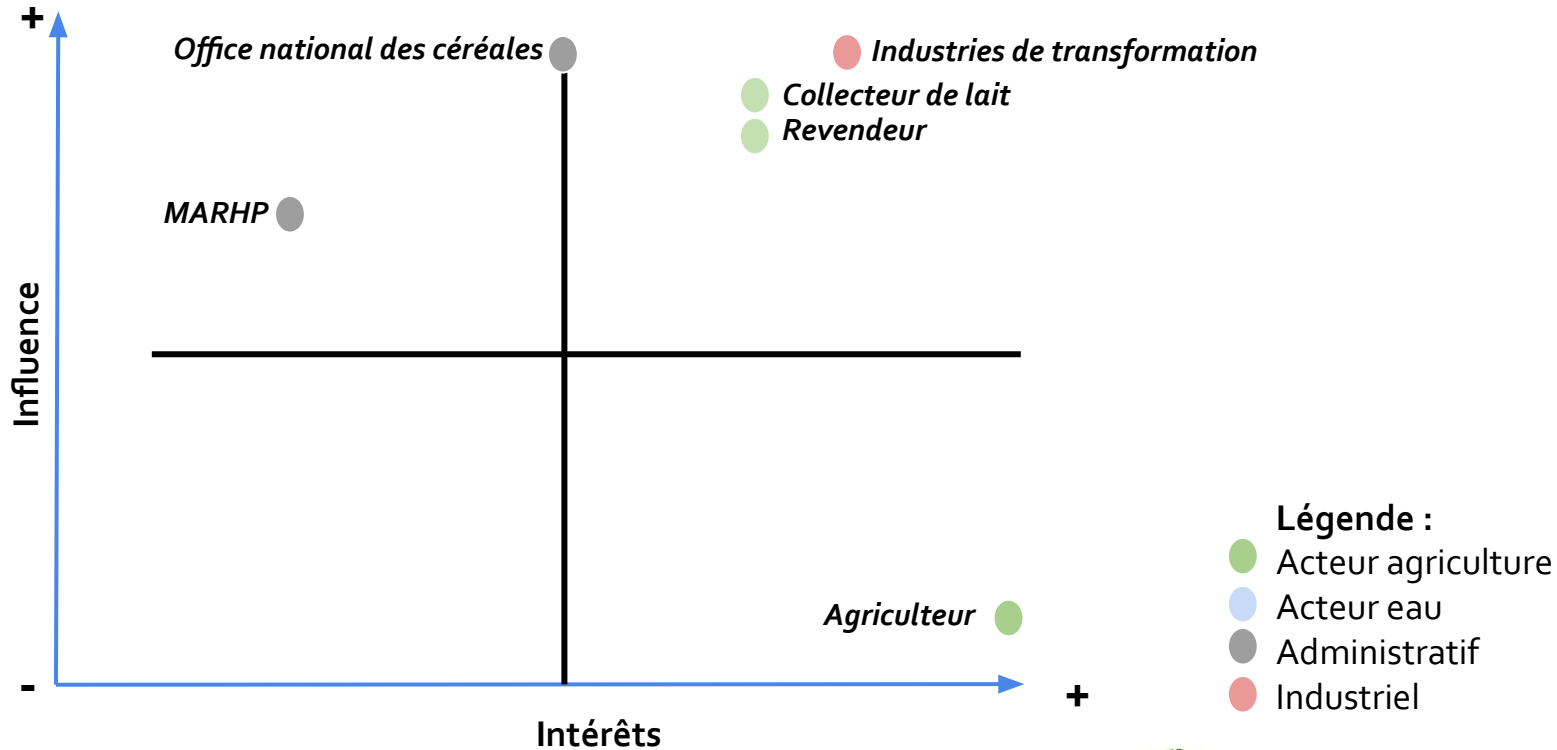 +
Office national des céréales
Industries de transformation
Collecteur de lait
Revendeur
MARHP
Influence
Légende :
Acteur agriculture
Acteur eau
Agriculteur
Administratif
-
+
Industriel
Intérêts